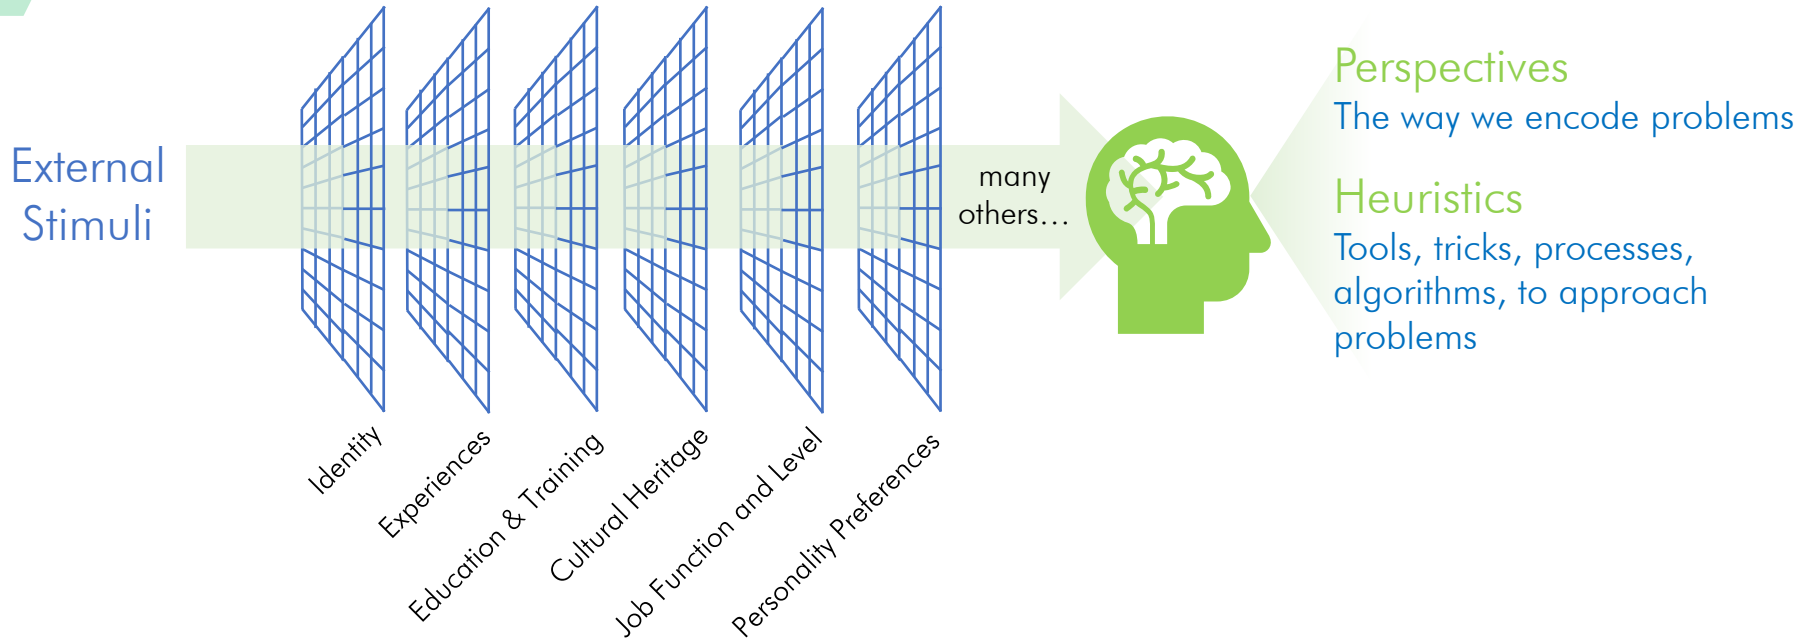 External
Stimuli
Identity
Experiences
Education & Training
Cultural Heritage
Job Function and Level
Personality Preferences
many
others...
Perspectives
The way we encode problems
Heuristics
Tools, tricks, processes,
algorithms, to approach
problems